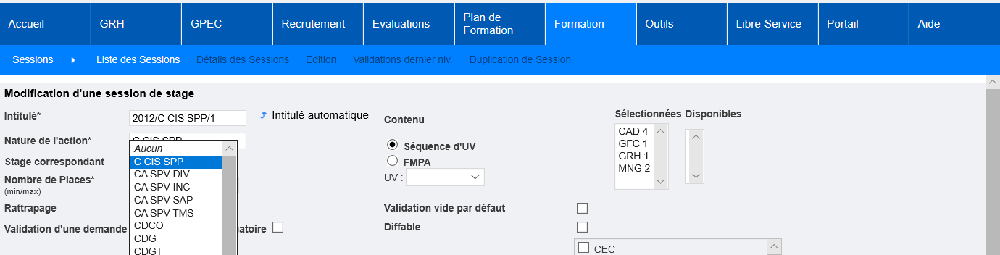 Accueil
GRH
GPEC
Recrutement
Evaluations
Plan de
Formation
Formation
Outils
Libre-Service
Portail
Aide
Sessions
Liste des Sessions
Détails des Sessions
Edition
Validations dernier niv.
Duplication de Session
Modification d'une session de stage
Intitulé*
2012/C CIS SPP/1
Intitulé automatique
Nature de l'action*
C CIS SPP
Aucun
C CIS SPP
CA SPV DIV
CA SPV INC
CA SPV SAP
CA SPV TMS
CDCO
CDG
CDGT
Stage correspondant
Nombre de Places*
(min/max)
Rattrapage
Validation d'une demande
atoire
Contenu
Séquence d'UV
FMPA
UV :
Sélectionnées Disponibles
CAD 4
GFC 1
GRH 1
MNG 2
Validation vide par défaut
Diffable
CEC